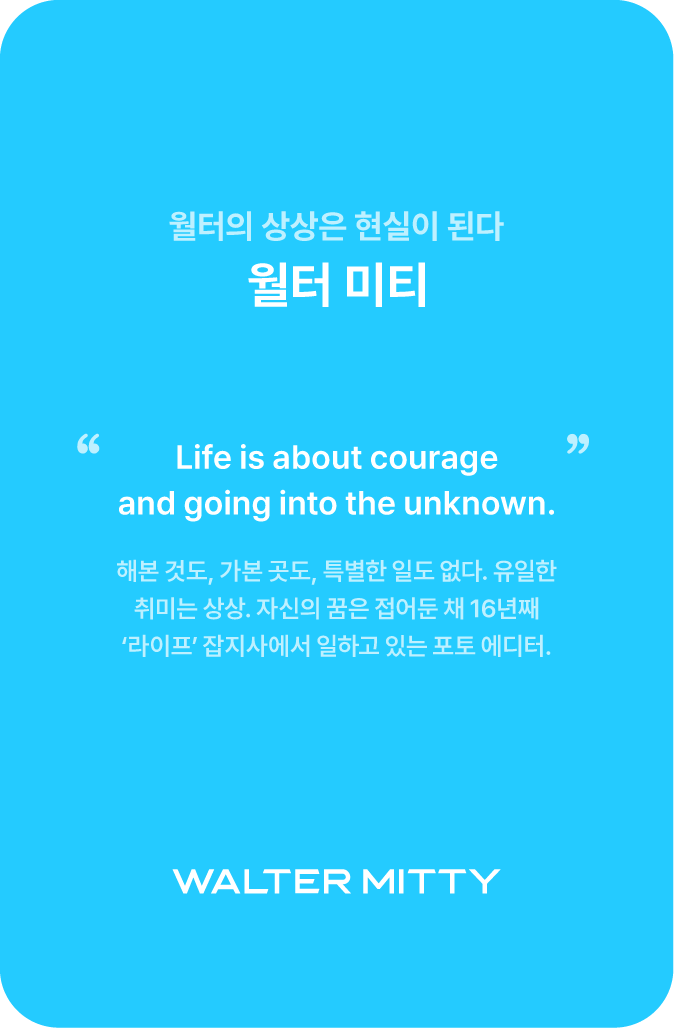 월터의 상상은 현실이 된다
월터 미티
“ Life is about courage ”
and going into the unknown.
해본 것도, 가본 곳도, 특별한 일도 없다. 유일한
취미는 상상. 자신의 꿈은 접어둔 채 16년째
‘라이프’ 잡지사에서 일하고 있는 포토 에디터.
WALTER MITTY